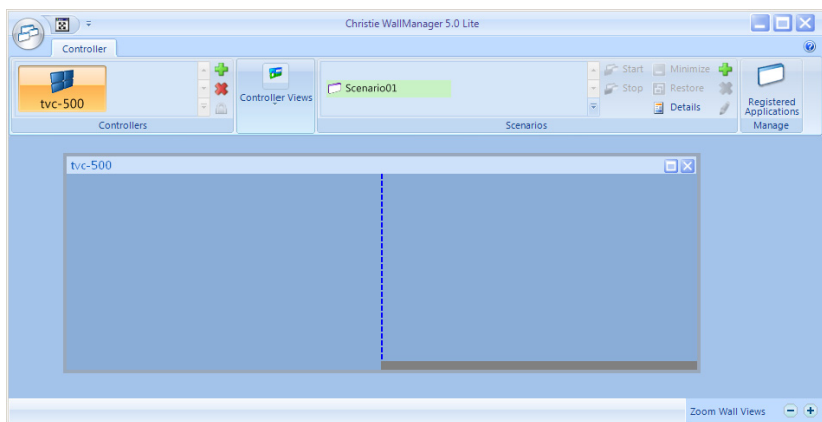 Christie WallManager 5.0 Lite
Controller
tvc-500
Controllers
Controller Views
Scenario01
Start
Minimize
Stop
Restore
Details
Scenarios
Registered
Applications
Manage
tvc-500
Zoom Wall Views